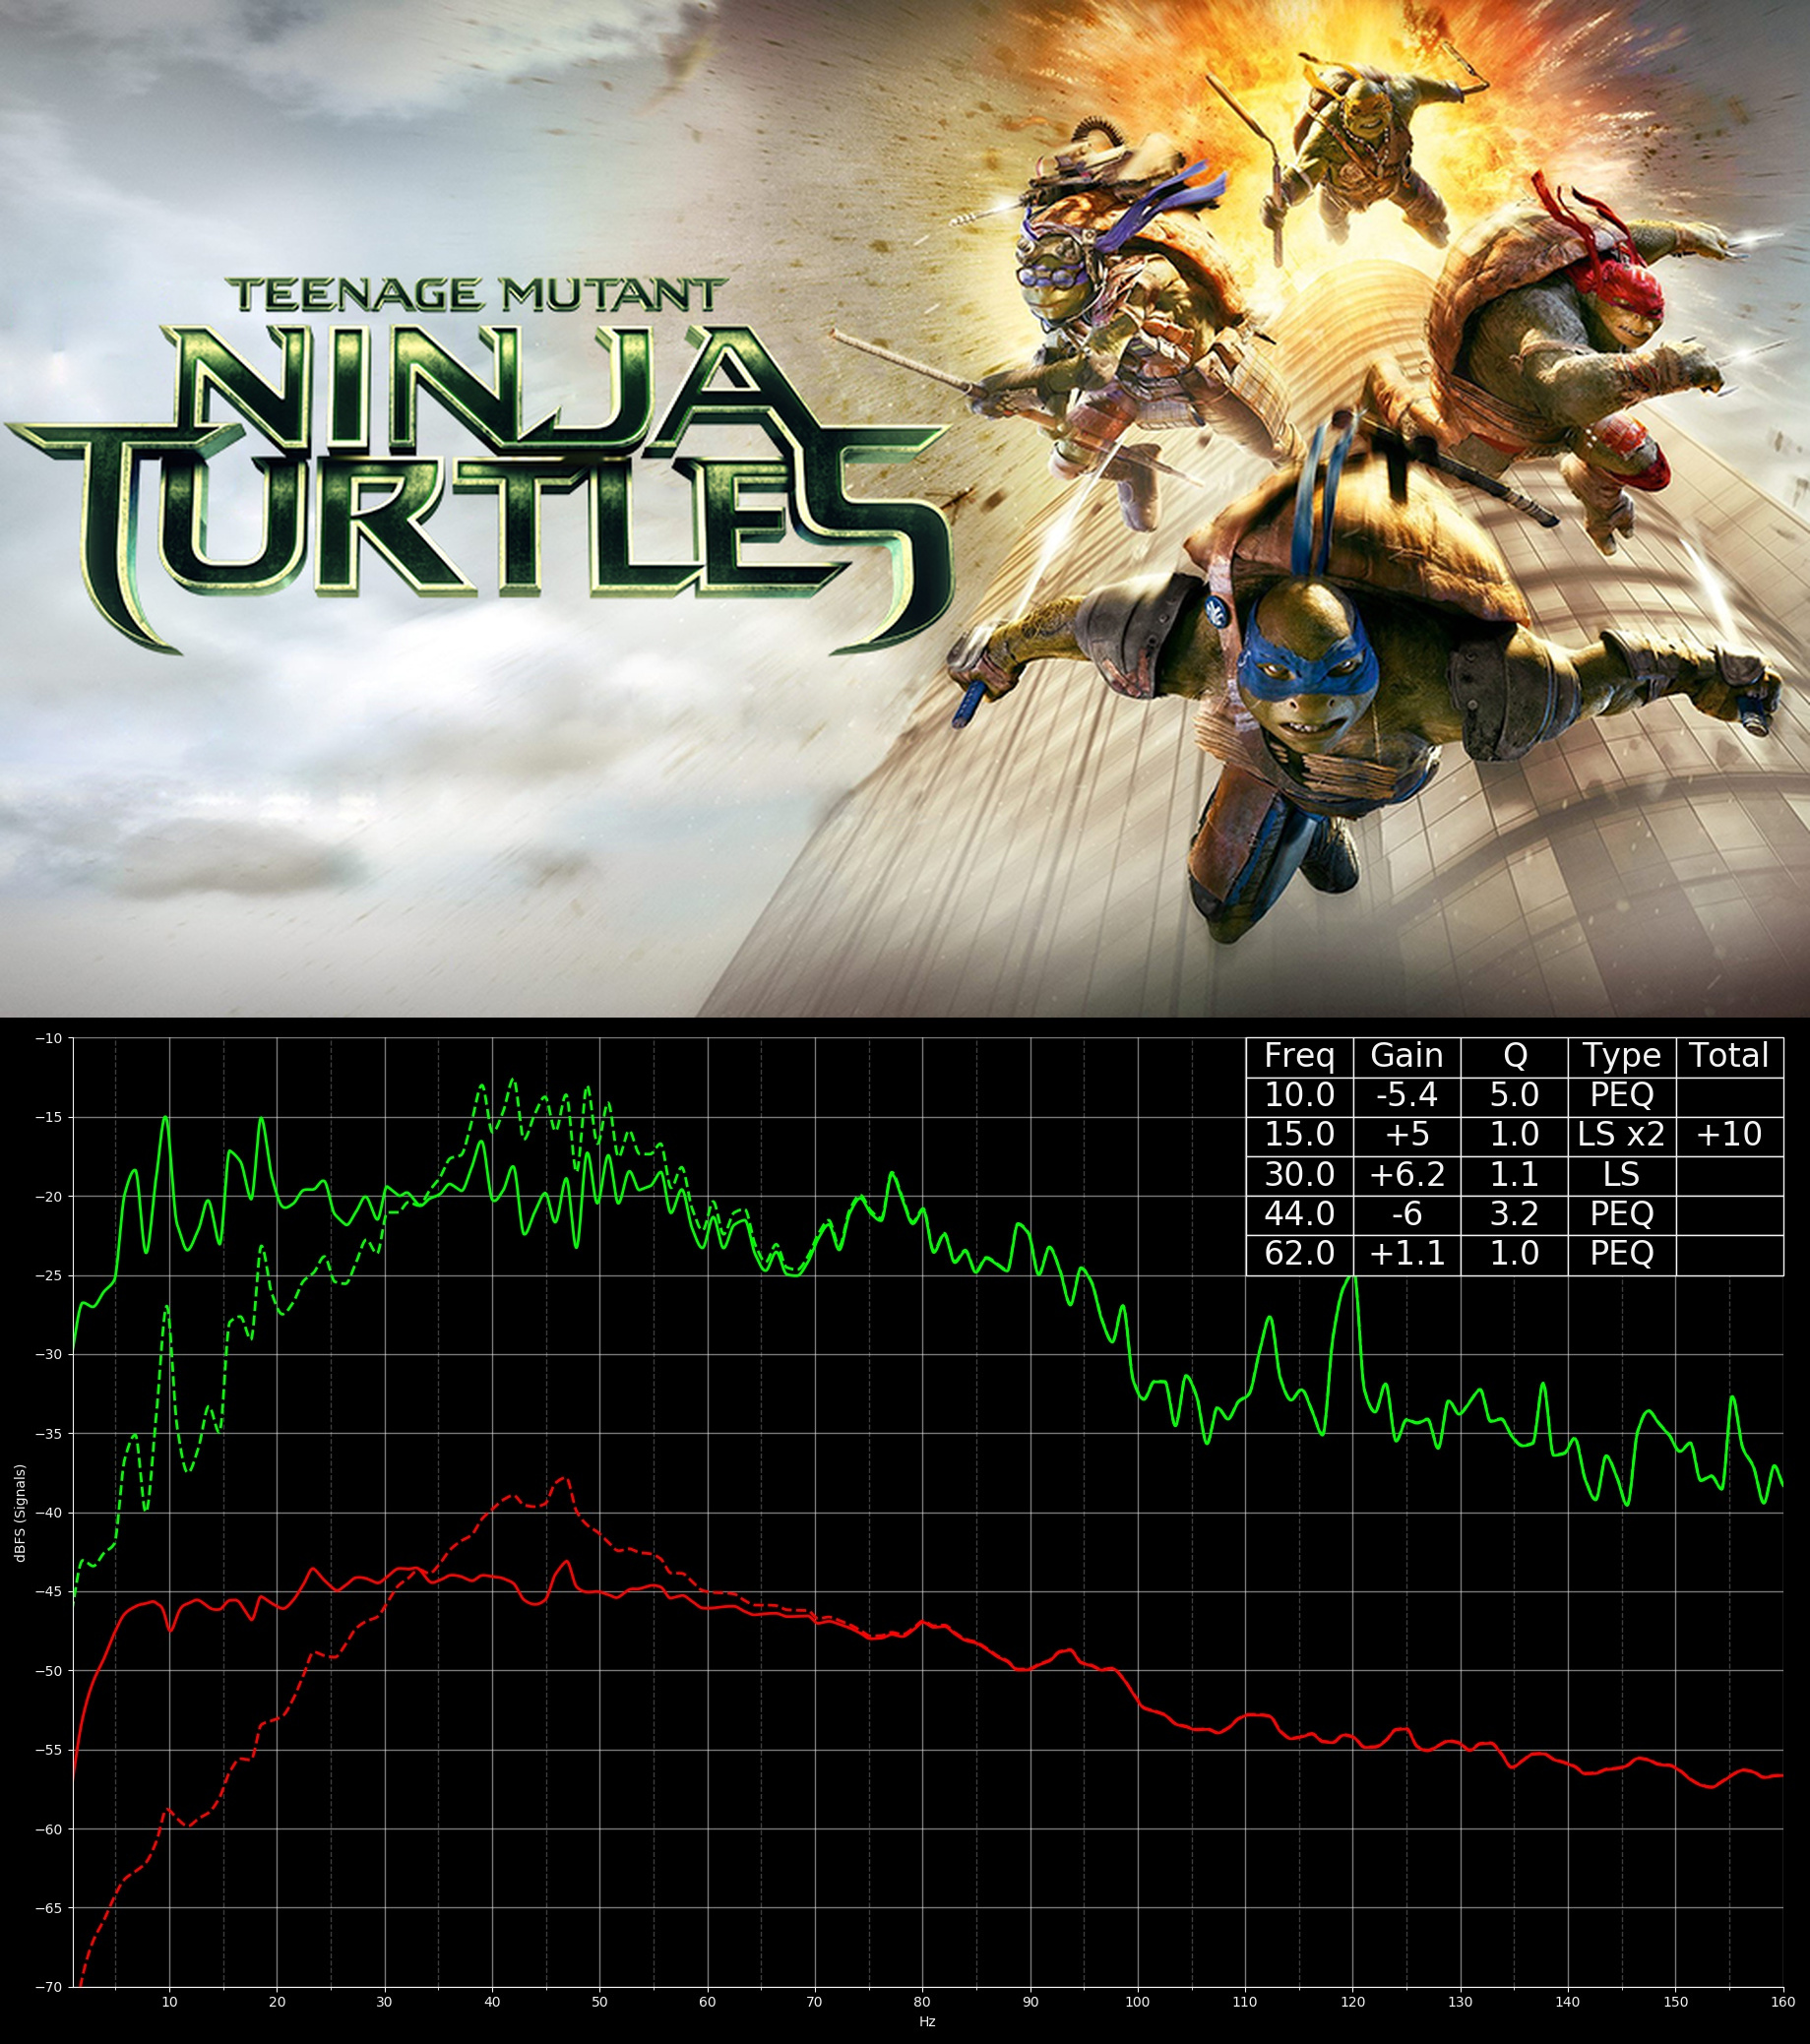 TEENAGE MUTANT
NINJA
TURTLES
Freq Gain Q Type Total
10.0 -5.4 5.0 PEQ
15.0 +5 1.0 LS x2 +10
30.0 +6.2 1.1 LS
44.0 -6 3.2 PEQ
62.0 +1.1 1.0 PEQ
−10
−15
−20
−25
−30
−35
−40
−45
−50
−55
−60
−65
−70
dBFS (Signals)
10 20 30 40 50 60 70 80 90 100 110 120 130 140 150 160
Hz